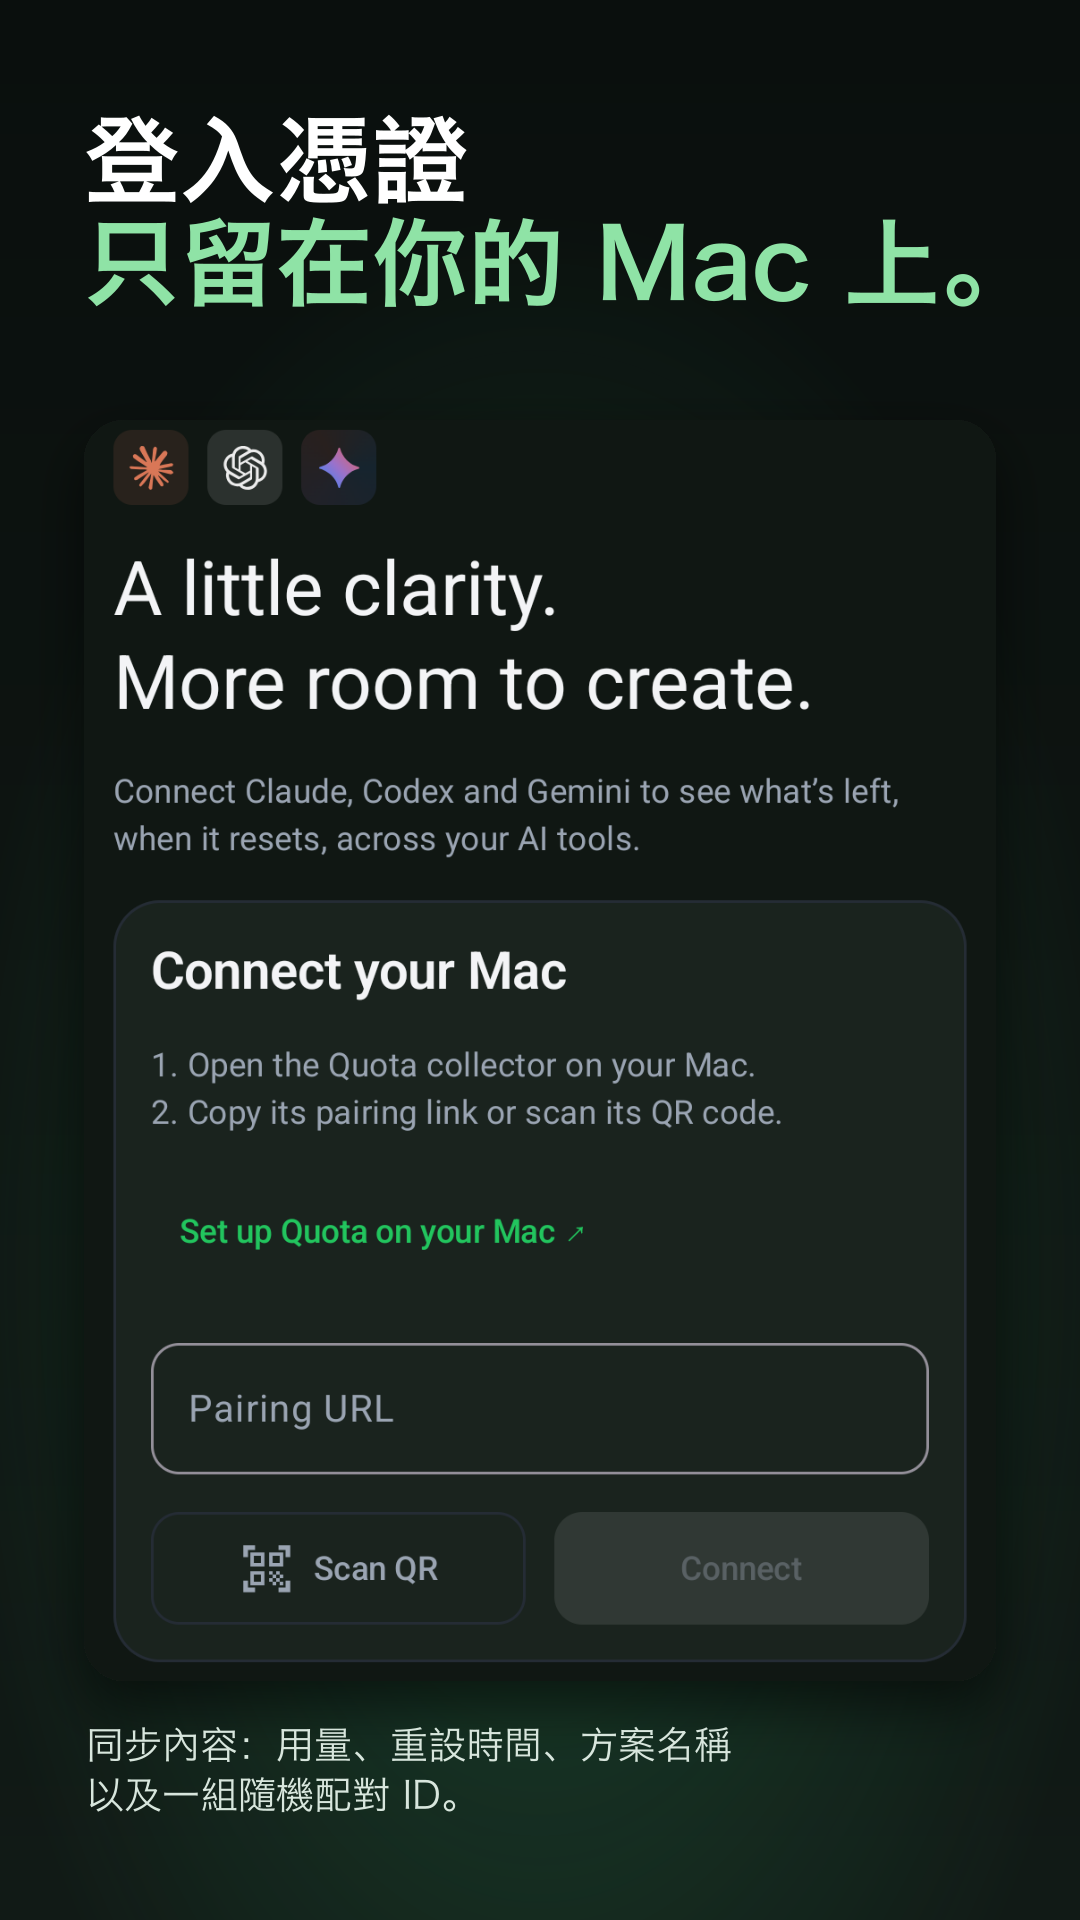 登入憑證
只留在你的 Mac 上。
A little clarity.
More room to create.
Connect Claude, Codex and Gemini to see what’s left,
when it resets, across your AI tools.
Connect your Mac
1. Open the Quota collector on your Mac.
2. Copy its pairing link or scan its QR code.
Set up Quota on your Mac ↗
Pairing URL
Scan QR
Connect
同步內容：用量、重設時間、方案名稱
以及一組隨機配對 ID。